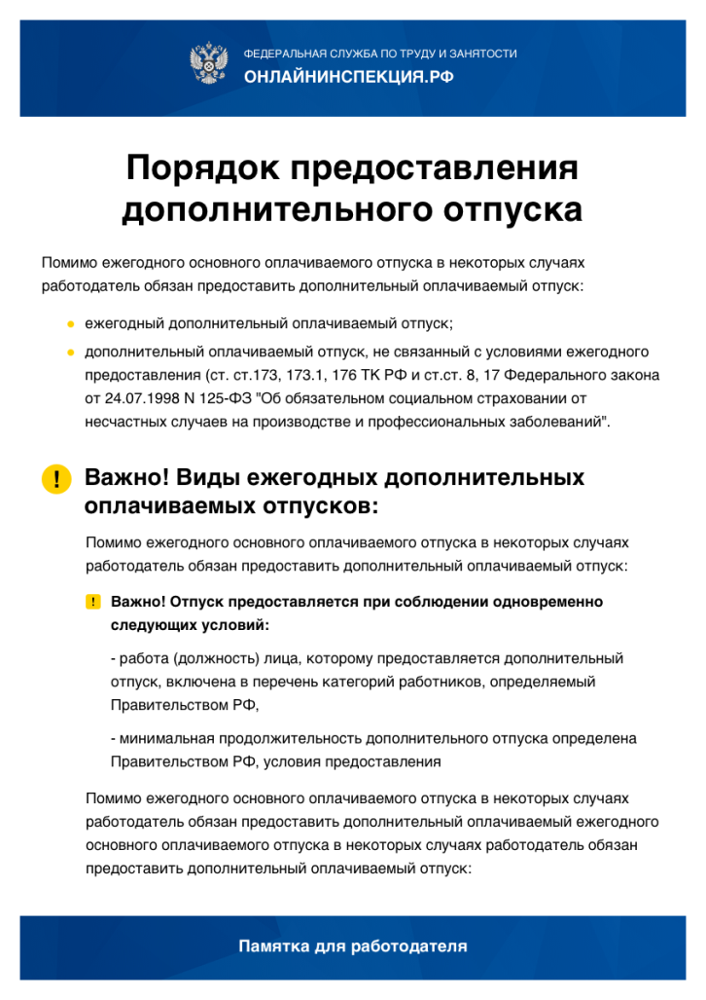 ФЕДЕРАЛЬНАЯ СЛУЖБА ПО ТРУДУ И ЗАНЯТОСТИ
ОНЛАЙНИНСПЕКЦИЯ.РФ
Порядок предоставления
дополнительного отпуска
Помимо ежегодного основного оплачиваемого отпуска в некоторых случаях
работодатель обязан предоставить дополнительный оплачиваемый отпуск:
ежегодный дополнительный оплачиваемый отпуск;
дополнительный оплачиваемый отпуск, не связанный с условиями ежегодного
предоставления (ст. ст.173, 173.1, 176 ТК РФ и ст.ст. 8, 17 Федерального закона
от 24.07.1998 N 125-ФЗ "Об обязательном социальном страховании от
несчастных случаев на производстве и профессиональных заболеваний".
! Важно! Виды ежегодных дополнительных
оплачиваемых отпусков:
Помимо ежегодного основного оплачиваемого отпуска в некоторых случаях
работодатель обязан предоставить дополнительный оплачиваемый отпуск:
! Важно! Отпуск предоставляется при соблюдении одновременно
следующих условий:
- работа (должность) лица, которому предоставляется дополнительный
отпуск, включена в перечень категорий работников, определяемый
Правительством РФ,
- минимальная продолжительность дополнительного отпуска определена
Правительством РФ, условия предоставления
Помимо ежегодного основного оплачиваемого отпуска в некоторых случаях
работодатель обязан предоставить дополнительный оплачиваемый ежегодного
основного оплачиваемого отпуска в некоторых случаях работодатель обязан
предоставить дополнительный оплачиваемый отпуск:
Памятка для работодателя